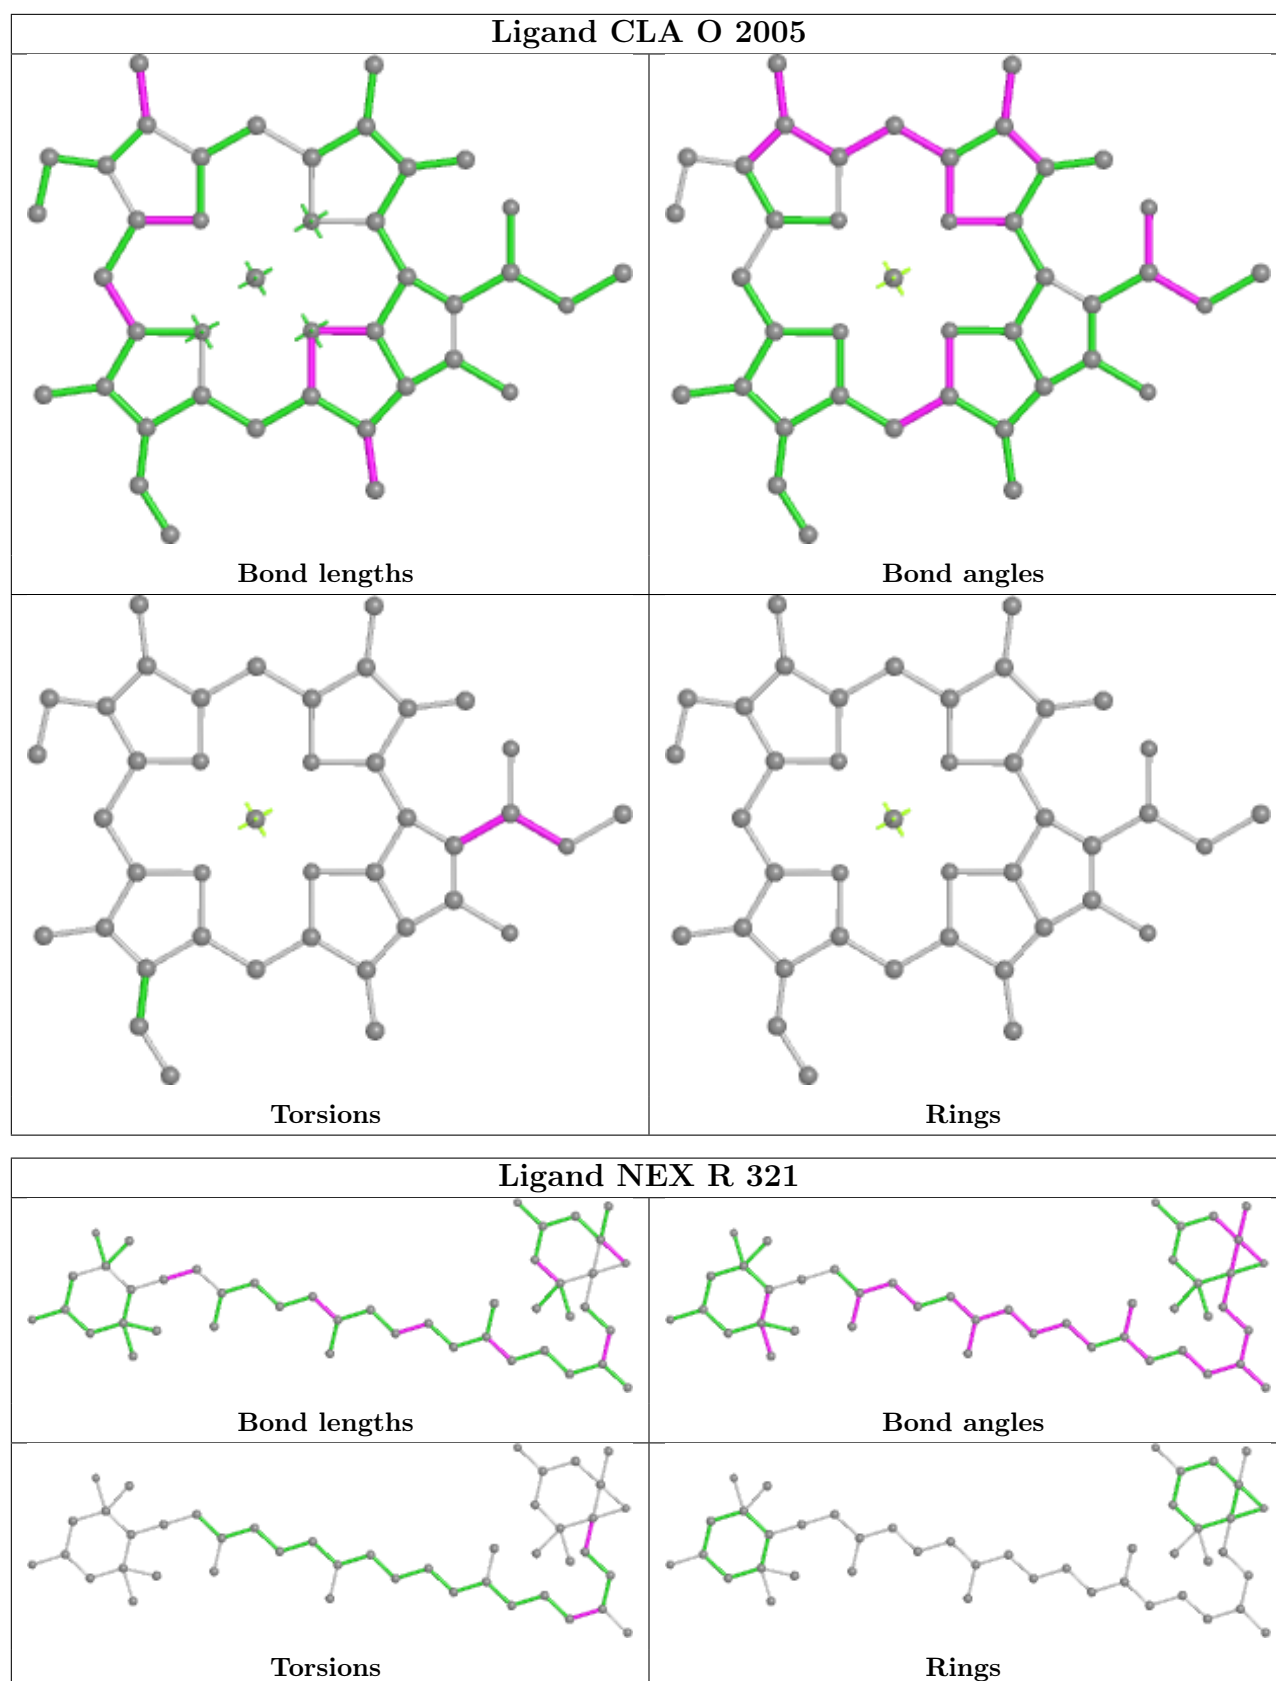 Ligand CLA O 2005
Bond lengths
Bond angles
Torsions
Rings
Ligand NEX R 321
Bond lengths
Bond angles
Torsions
Rings